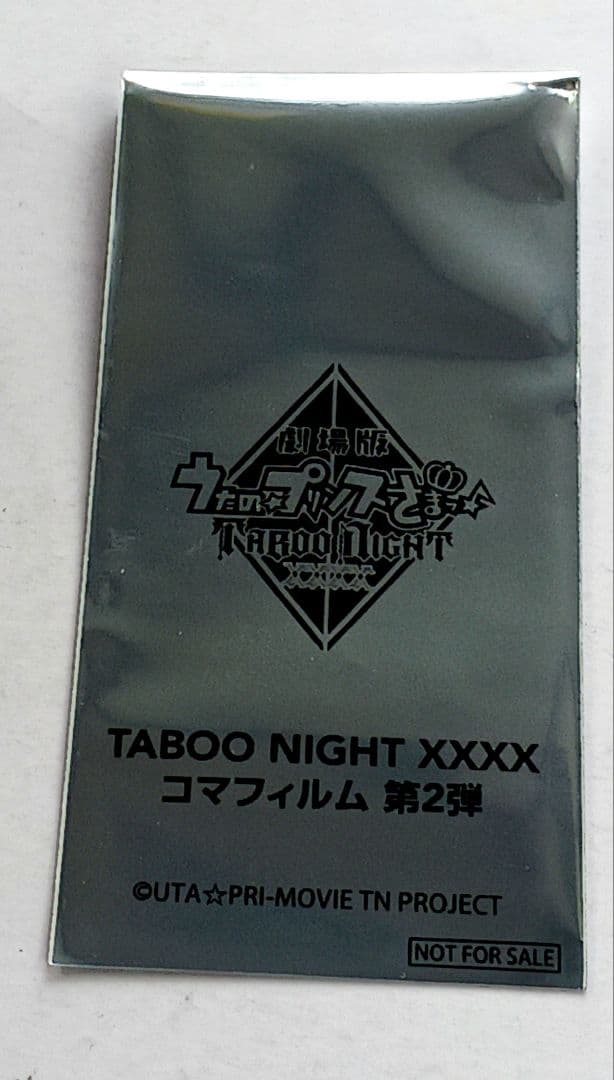 劇場版
うたの☆プリンスさまっ♪
TABOO NIGHT
XXXX
TABOO NIGHT XXXX
コマフィルム 第2弾
©UTA☆PRI-MOVIE TN PROJECT
NOT FOR SALE